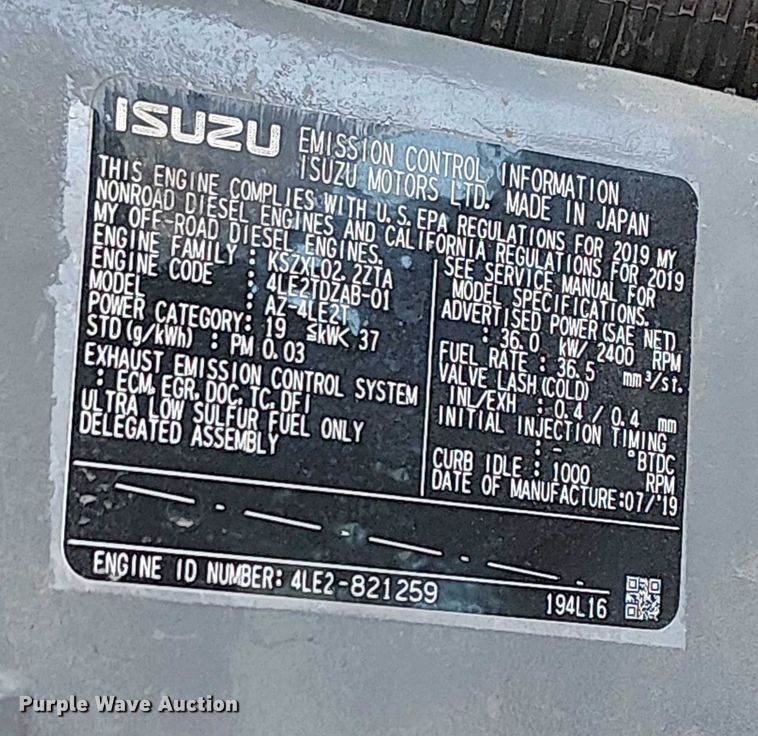 ISUZU EMISSION CONTROL INFORMATION
ISUZU MOTORS LTD. MADE IN JAPAN
THIS ENGINE COMPLIES WITH U.S. EPA REGULATIONS FOR 2019 MY
NONROAD DIESEL ENGINES AND CALIFORNIA REGULATIONS FOR 2019
MY OFF-ROAD DIESEL ENGINES.
ENGINE FAMILY : KSZXL02.2ZTA
ENGINE CODE : 4LE2TDZAB-01
MODEL : AZ-4LE2T
POWER CATEGORY: 19 ≤kW< 37
STD (g/kWh) : PM 0.03
EXHAUST EMISSION CONTROL SYSTEM
: ECM, EGR, DOC, TC, DFI
ULTRA LOW SULFUR FUEL ONLY
DELEGATED ASSEMBLY
SEE SERVICE MANUAL FOR
MODEL SPECIFICATIONS.
ADVERTISED POWER (SAE NET)
: 36.0 kW/ 2400 RPM
FUEL RATE : 36.5 mm³/st.
VALVE LASH (COLD)
INL/EXH : 0.4 / 0.4 mm
INITIAL INJECTION TIMING
: - °BTDC
CURB IDLE : 1000 RPM
DATE OF MANUFACTURE:07/'19
ENGINE ID NUMBER: 4LE2-821259
194L16
Purple Wave Auction